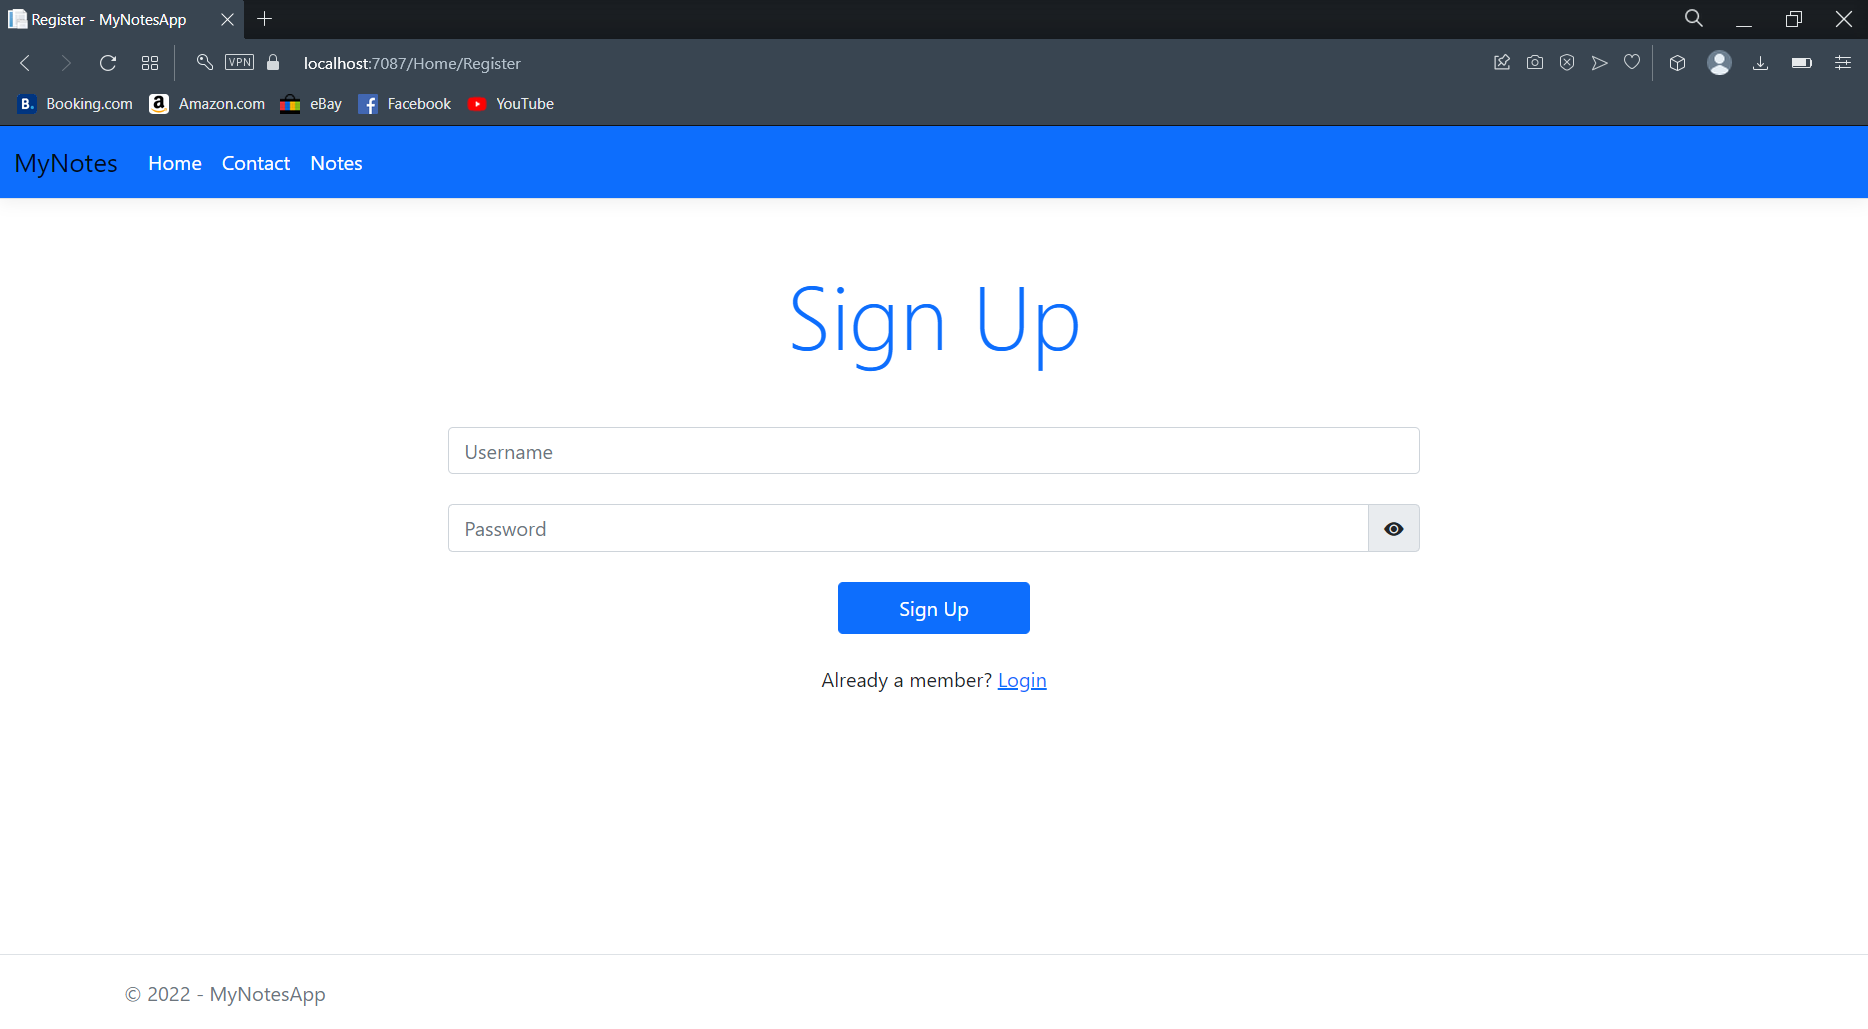 Register - MyNotesApp
VPN localhost:7087/Home/Register
B. Booking.com a Amazon.com eBay f Facebook YouTube
MyNotes Home Contact Notes
Sign Up
Username
Password
Sign Up
Already a member? Login
© 2022 - MyNotesApp